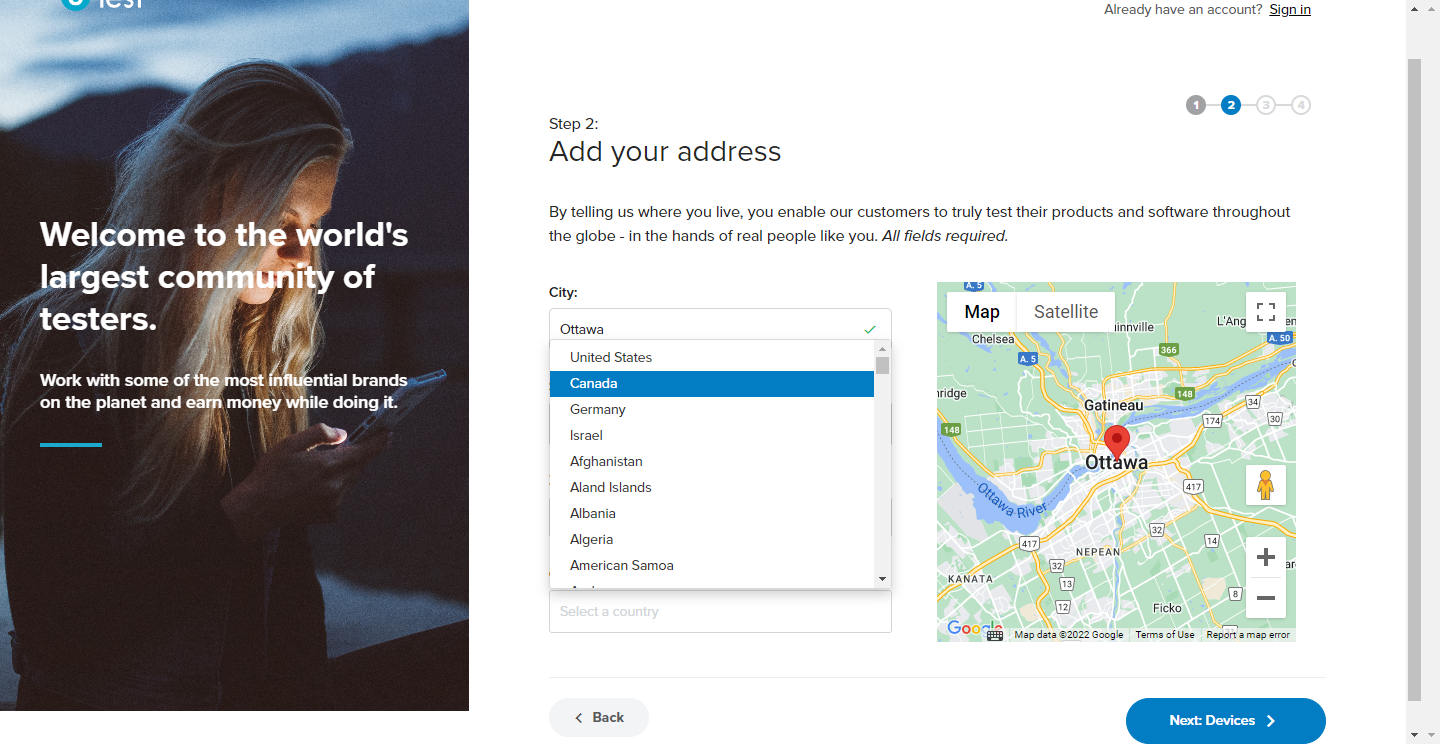 Test
Already have an account? Sign in
1 2 3 4
Step 2:
Add your address
Welcome to the world's
largest community of
testers.
Work with some of the most influential brands
on the planet and earn money while doing it.
By telling us where you live, you enable our customers to truly test their products and software throughout
the globe - in the hands of real people like you. All fields required.
City:
Ottawa
United States
Canada
Germany
Israel
Afghanistan
Aland Islands
Albania
Algeria
American Samoa
Select a country
Map Satellite
A. 5
Chelsea
A. 5
366
A. 50
148
34
30
174
148
Gatineau
Ottawa
Ottawa River
417
417
32
32
14
NEPEAN
13
12
8
KANATA
Ficko
Google
Map data ©2022 Google Terms of Use Report a map error
Back
Next: Devices